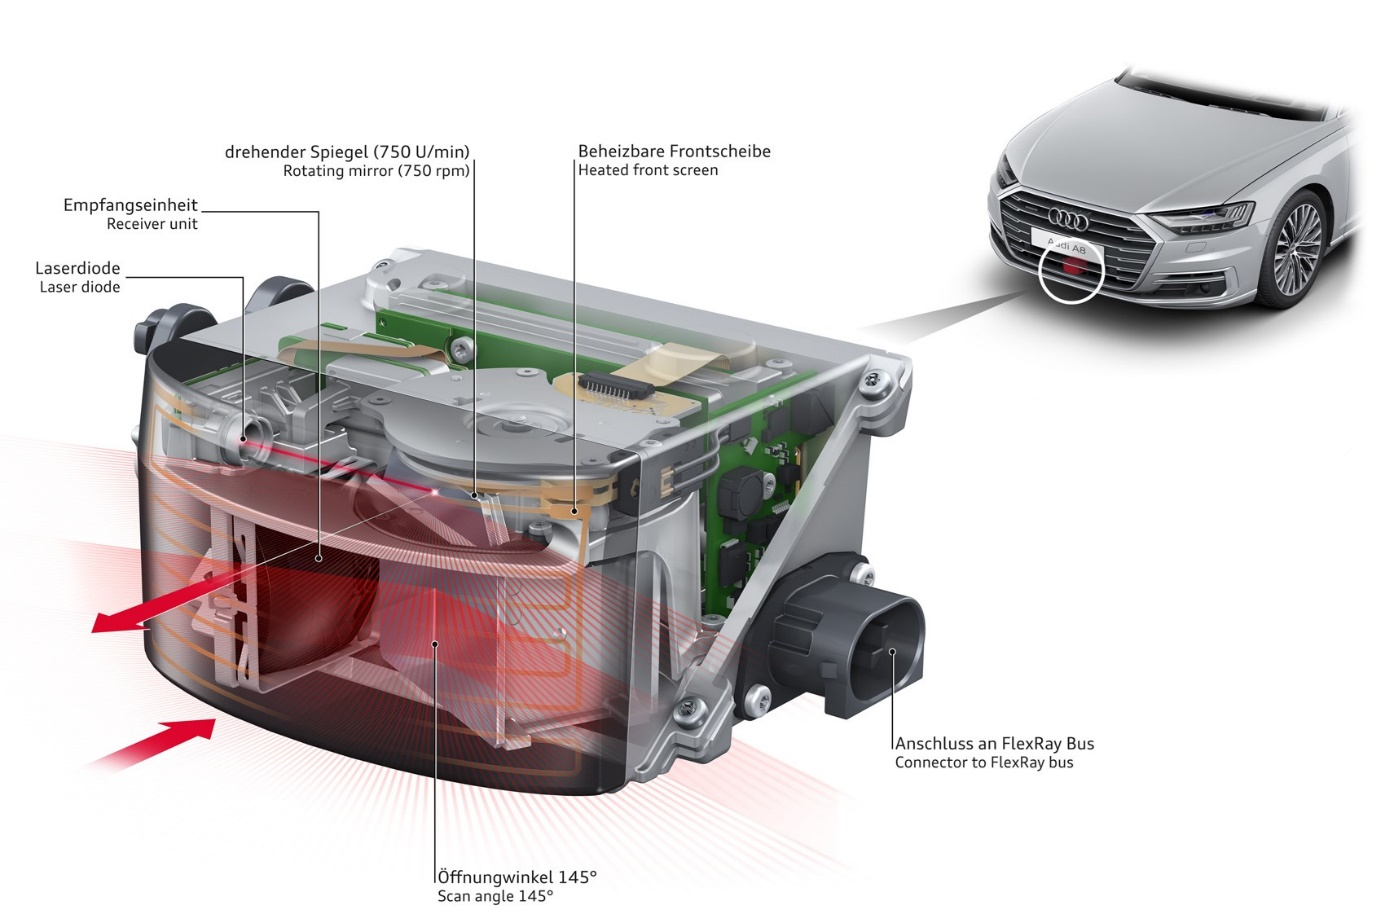 drehender Spiegel (750 U/min)
Rotating mirror (750 rpm)
Beheizbare Frontscheibe
Heated front screen
Empfangseinheit
Receiver unit
Laserdiode
Laser diode
Audi A8
Anschluss an FlexRay Bus
Connector to FlexRay bus
Öffnungwinkel 145°
Scan angle 145°